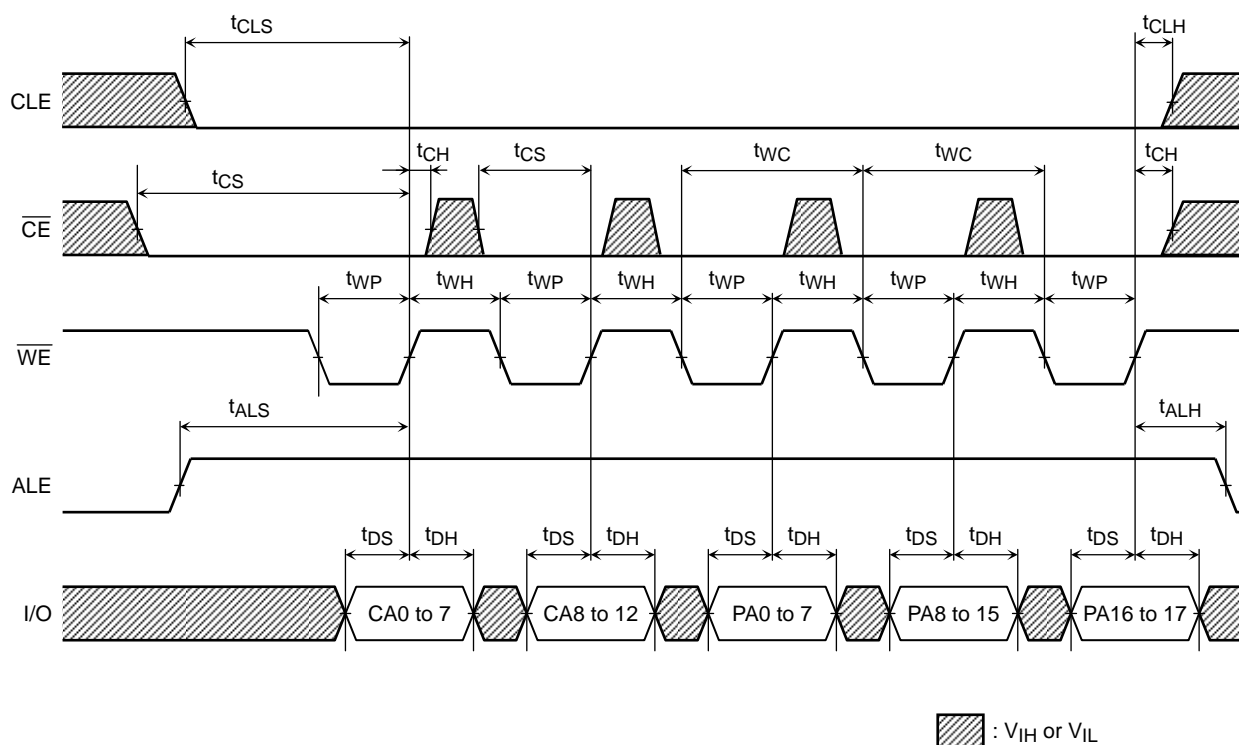 tCLS tCLH
CLE
tCH tCS tWC tWC tCH
tCS
CE
tWP tWH tWP tWH tWP tWH tWP tWH tWP
WE
tALS tALH
ALE
tDS tDH tDS tDH tDS tDH tDS tDH tDS tDH
I/O CA0 to 7 CA8 to 12 PA0 to 7 PA8 to 15 PA16 to 17
: VIH or VIL